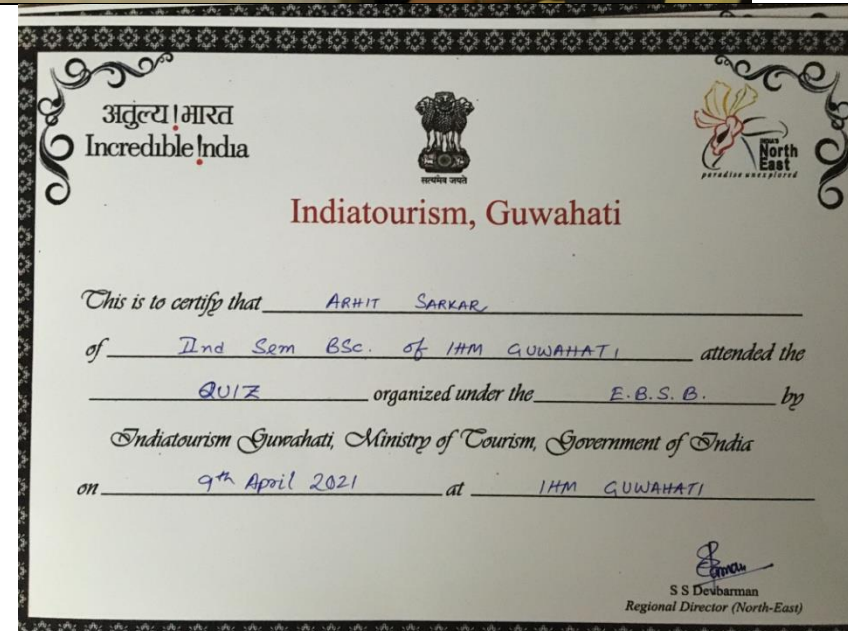 अतुल्य!भारत
Incredible!ndia
सत्यमेव जयते
INDIA'S
North
East
paradise unexplored
Indiatourism, Guwahati
This is to certify that ARHIT SARKAR
of IInd Sem BSc. of IHM GUWAHATI attended the
QUIZ organized under the E.B.S.B. by
Indiatourism Guwahati, Ministry of Tourism, Government of India
on 9th April 2021 at IHM GUWAHATI
S S Devbarman
Regional Director (North-East)